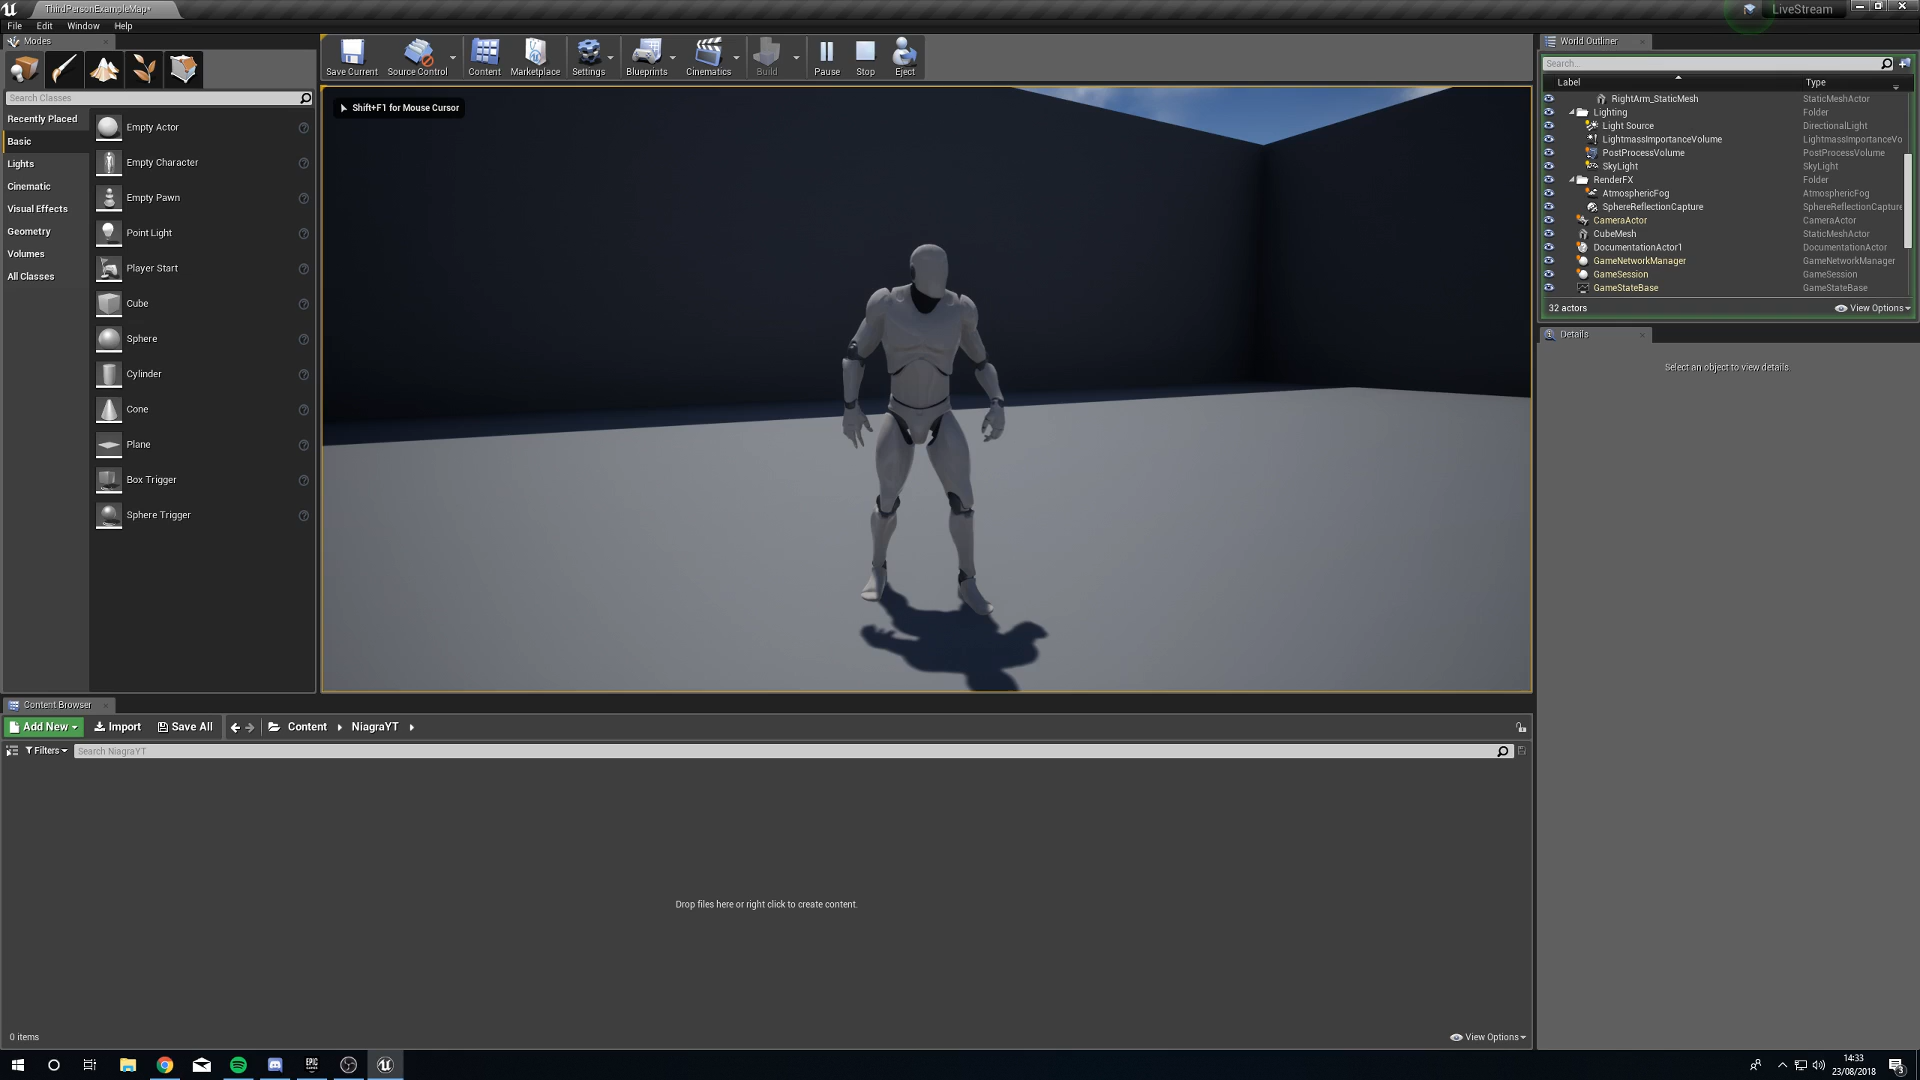 ThirdPersonExampleMap*
LiveStream
File Edit Window Help
Modes
Search Classes
Recently Placed
Basic
Lights
Cinematic
Visual Effects
Geometry
Volumes
All Classes
Empty Actor
Empty Character
Empty Pawn
Point Light
Player Start
Cube
Sphere
Cylinder
Cone
Plane
Box Trigger
Sphere Trigger
Save Current Source Control Content Marketplace Settings Blueprints Cinematics Build Pause Stop Eject
Shift+F1 for Mouse Cursor
World Outliner
Search...
Label Type
RightArm_StaticMesh StaticMeshActor
Lighting Folder
Light Source DirectionalLight
LightmassImportanceVolume LightmassImportanceVo
PostProcessVolume PostProcessVolume
SkyLight SkyLight
RenderFX Folder
AtmosphericFog AtmosphericFog
SphereReflectionCapture SphereReflectionCapture
CameraActor CameraActor
CubeMesh StaticMeshActor
DocumentationActor1 DocumentationActor
GameNetworkManager GameNetworkManager
GameSession GameSession
GameStateBase GameStateBase
32 actors View Options
Details
Select an object to view details.
Content Browser
Add New Import Save All Content NiagraYT
Filters Search NiagraYT
Drop files here or right click to create content.
0 items View Options
EPIC GAMES
14:33
23/08/2018
3